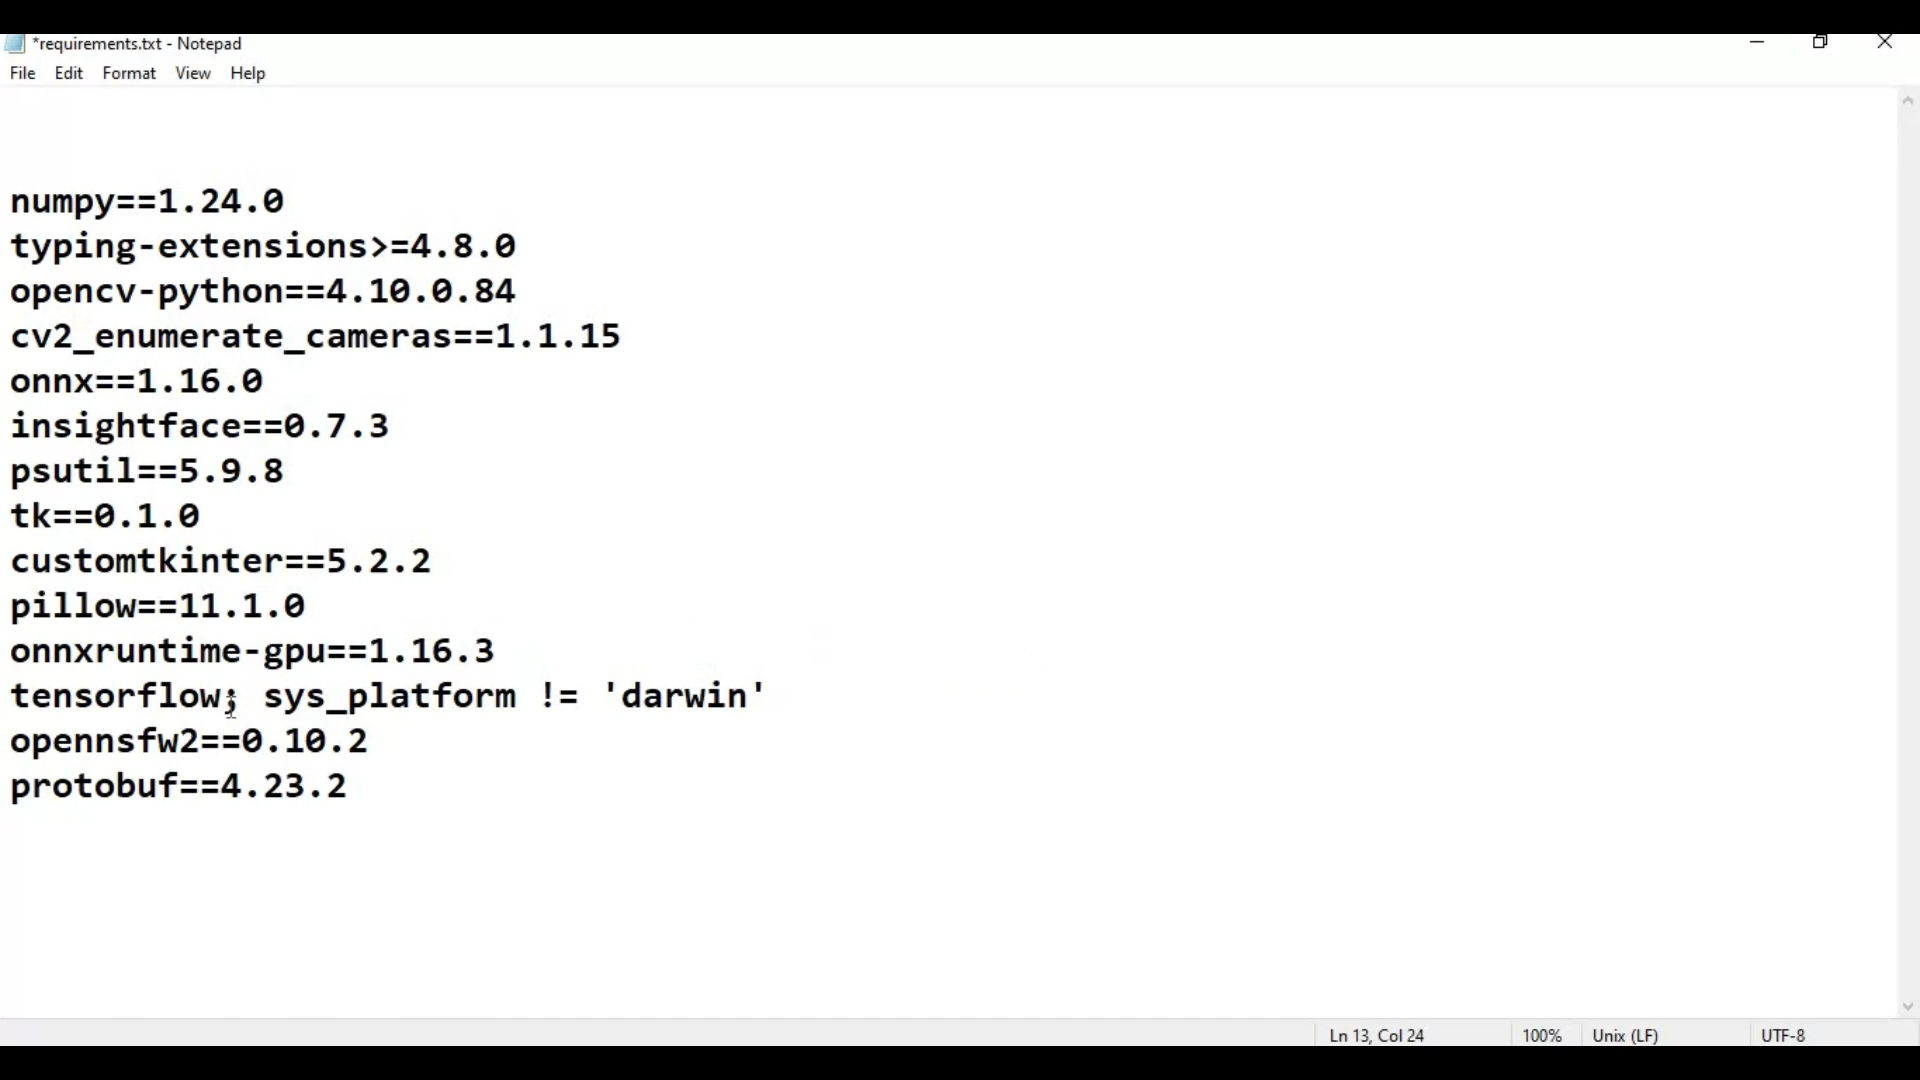 *requirements.txt - Notepad
File Edit Format View Help
numpy==1.24.0
typing-extensions>=4.8.0
opencv-python==4.10.0.84
cv2_enumerate_cameras==1.1.15
onnx==1.16.0
insightface==0.7.3
psutil==5.9.8
tk==0.1.0
customtkinter==5.2.2
pillow==11.1.0
onnxruntime-gpu==1.16.3
tensorflow; sys_platform != 'darwin'
opennsfw2==0.10.2
protobuf==4.23.2
Ln 13, Col 24 100% Unix (LF) UTF-8